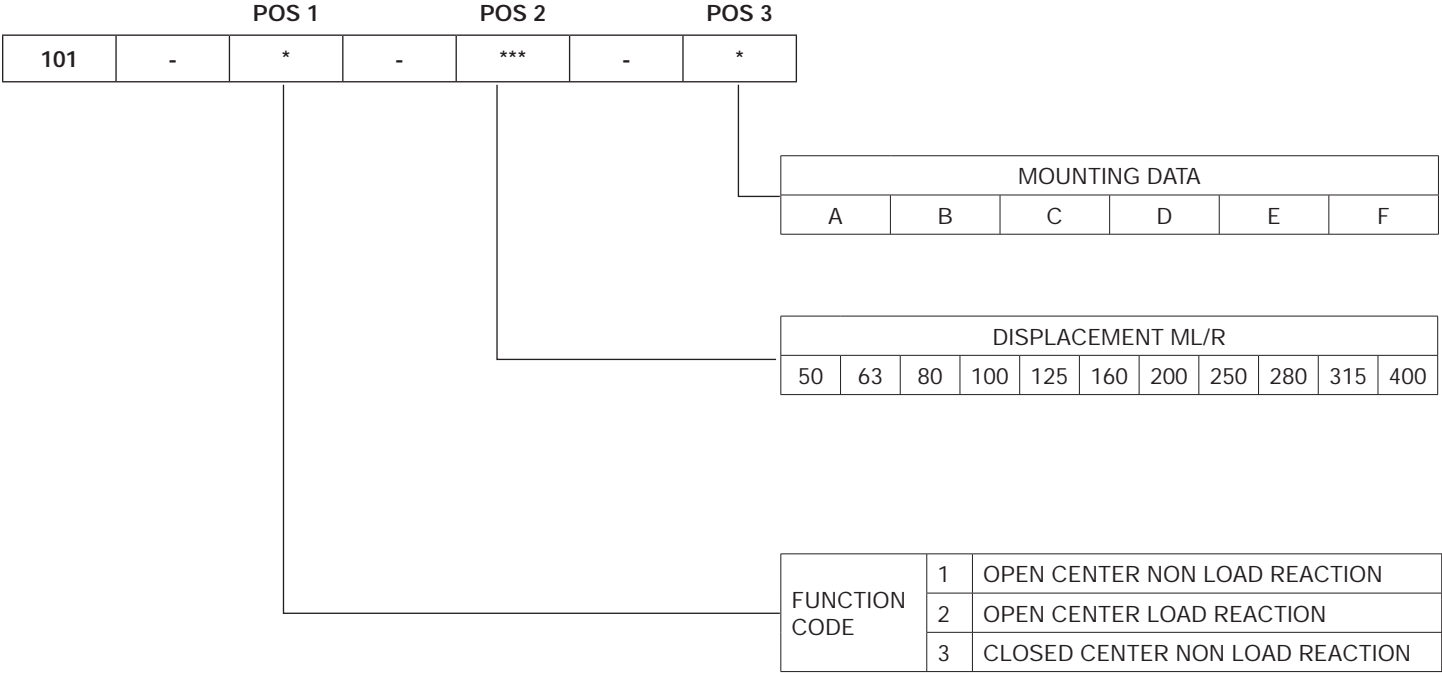 POS 1 POS 2 POS 3
101 - * - *** - *
MOUNTING DATA
A B C D E F
DISPLACEMENT ML/R
50 63 80 100 125 160 200 250 280 315 400
FUNCTION CODE
1 OPEN CENTER NON LOAD REACTION
2 OPEN CENTER LOAD REACTION
3 CLOSED CENTER NON LOAD REACTION